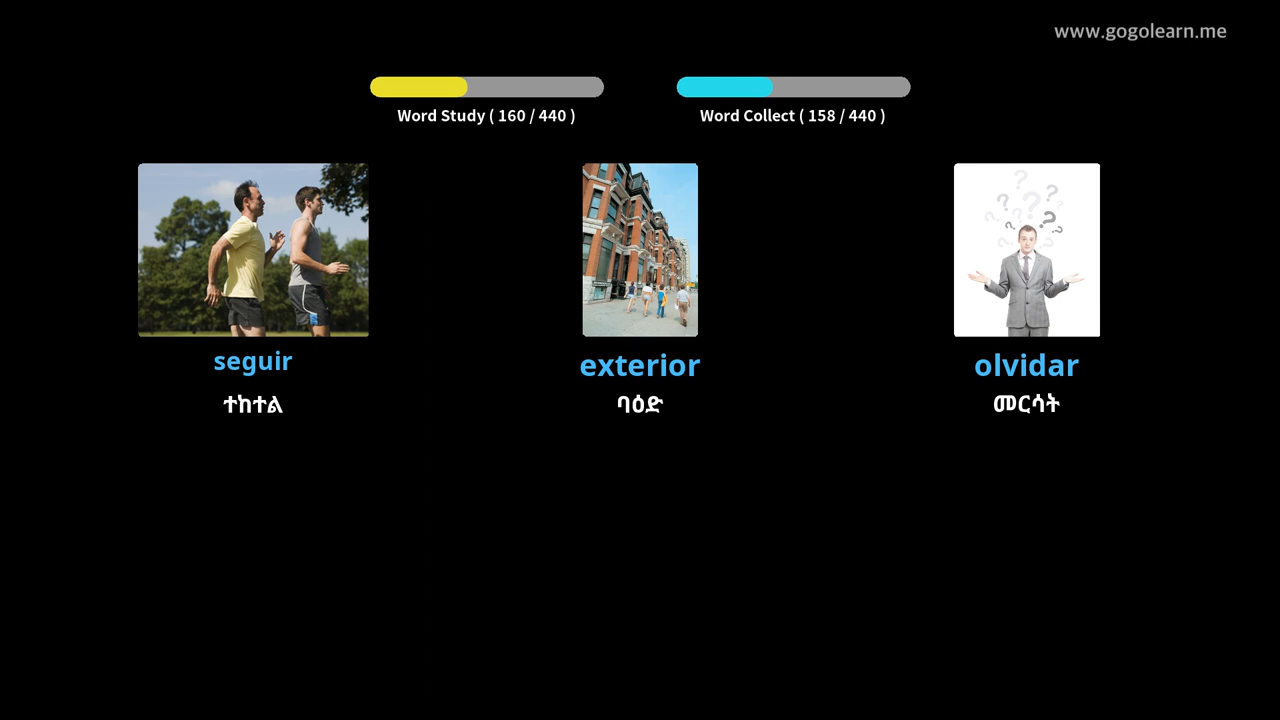 www.gogolearn.me
Word Study ( 160 / 440 )
Word Collect ( 158 / 440 )
seguir
ተከተል
exterior
ባዕድ
olvidar
መርሳት